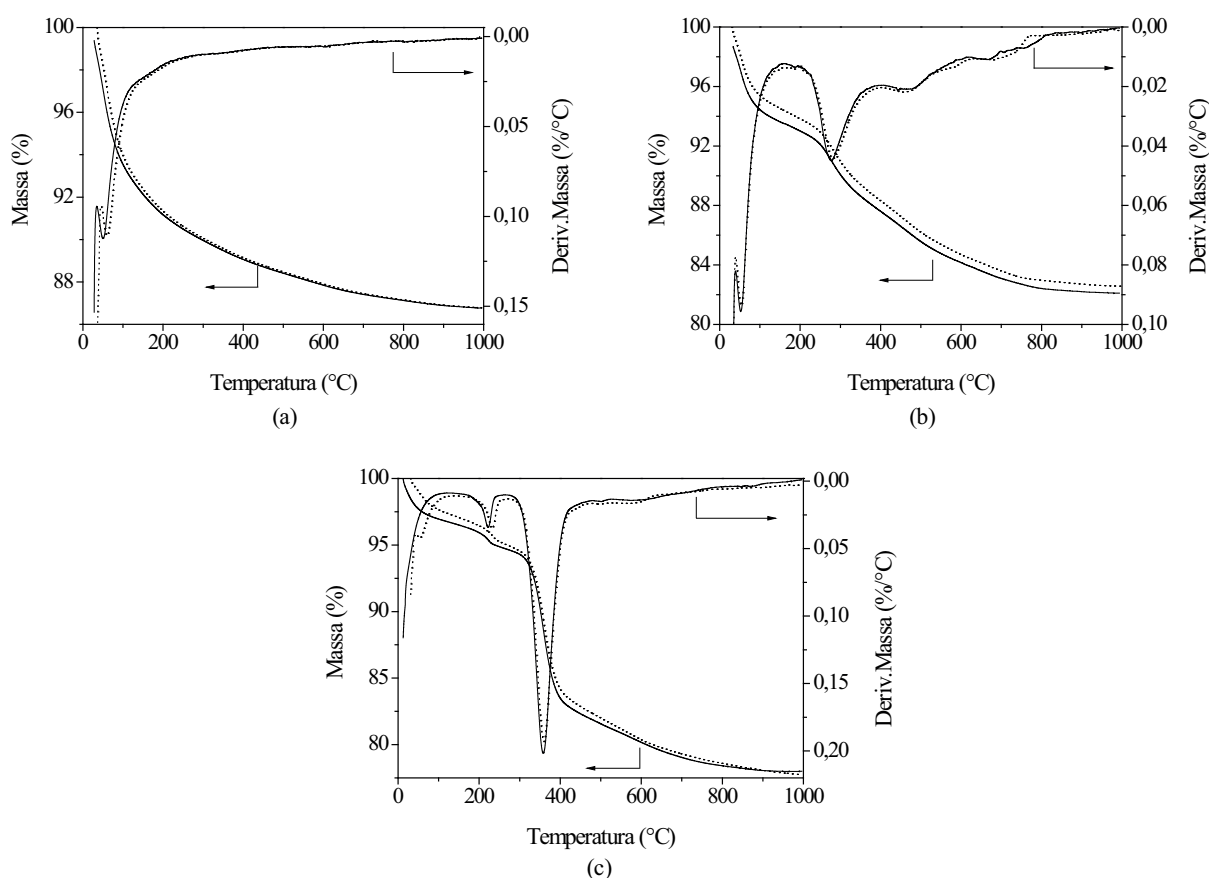 100
96
92
88
Massa (%)
0,00
0,05
0,10
0,15
Deriv.Massa (%/°C)
0 200 400 600 800 1000
Temperatura (°C)
(a)
100
96
92
88
84
80
Massa (%)
0,00
0,02
0,04
0,06
0,08
0,10
Deriv.Massa (%/°C)
0 200 400 600 800 1000
Temperatura (°C)
(b)
100
95
90
85
80
Massa (%)
0,00
0,05
0,10
0,15
0,20
Deriv.Massa (%/°C)
0 200 400 600 800 1000
Temperatura (°C)
(c)